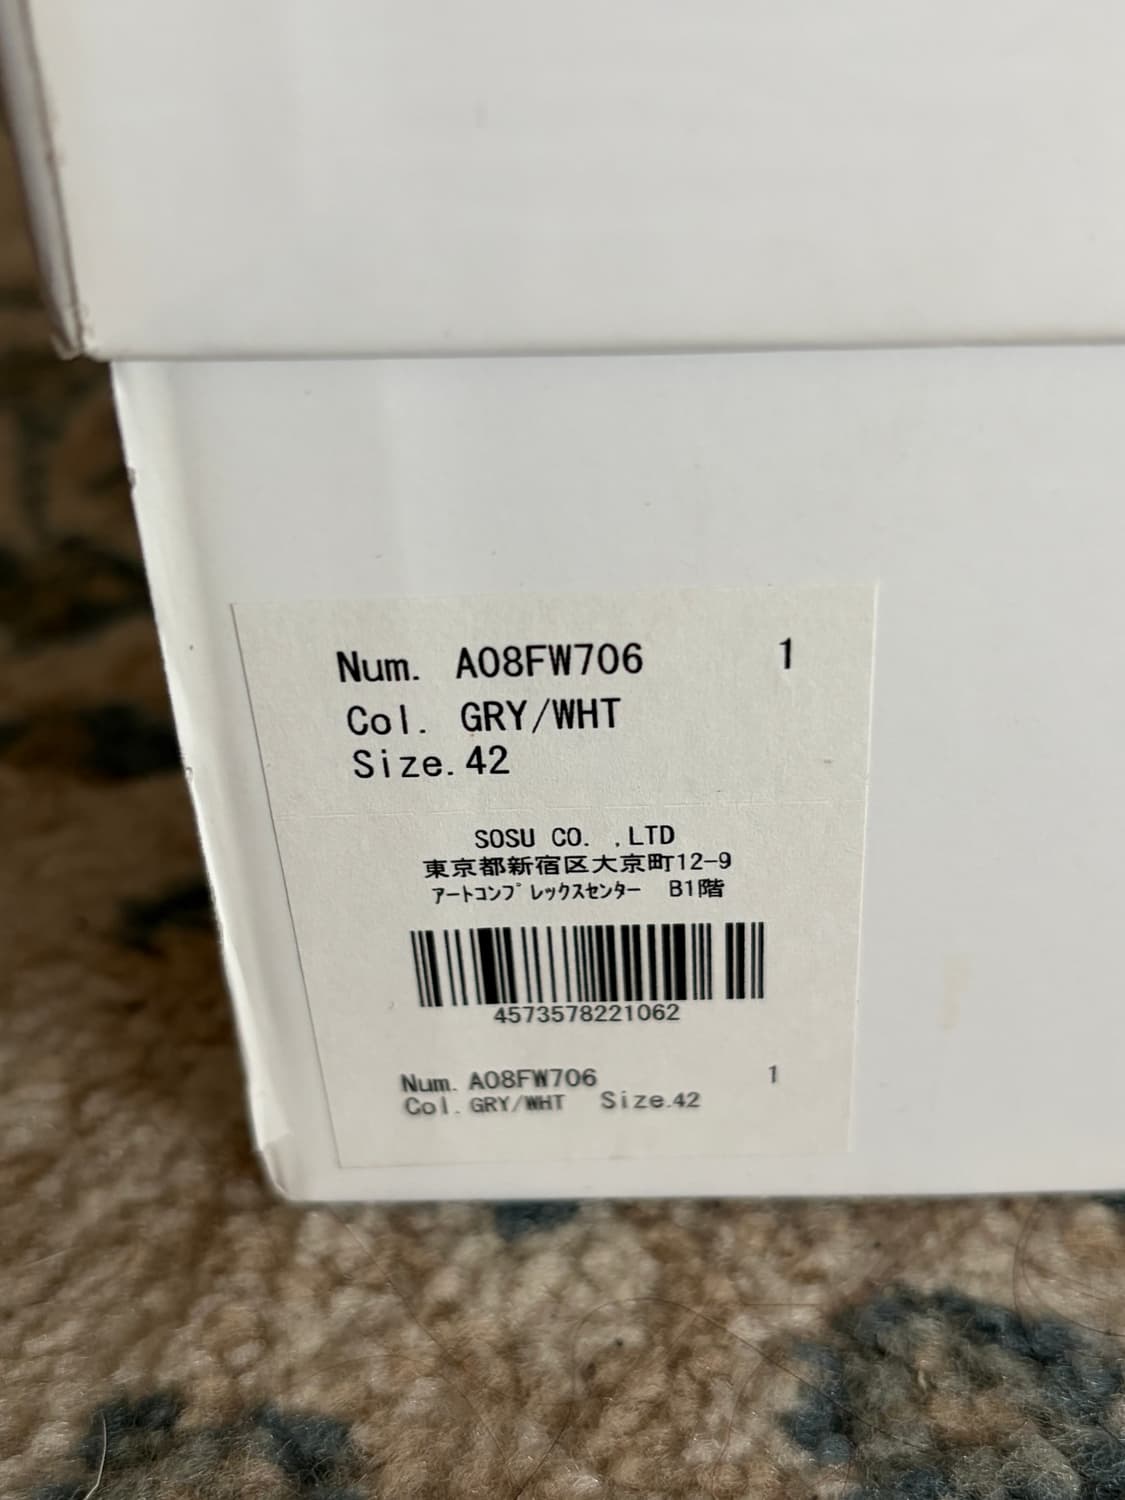 Num. A08FW706 1
Col. GRY/WHT
Size. 42
SOSU CO. ,LTD
東京都新宿区大京町12-9
ｱｰﾄｺﾝﾌﾟﾚｯｸｽｾﾝﾀｰ B1階
4573578221062
Num. A08FW706 1
Col. GRY/WHT Size.42